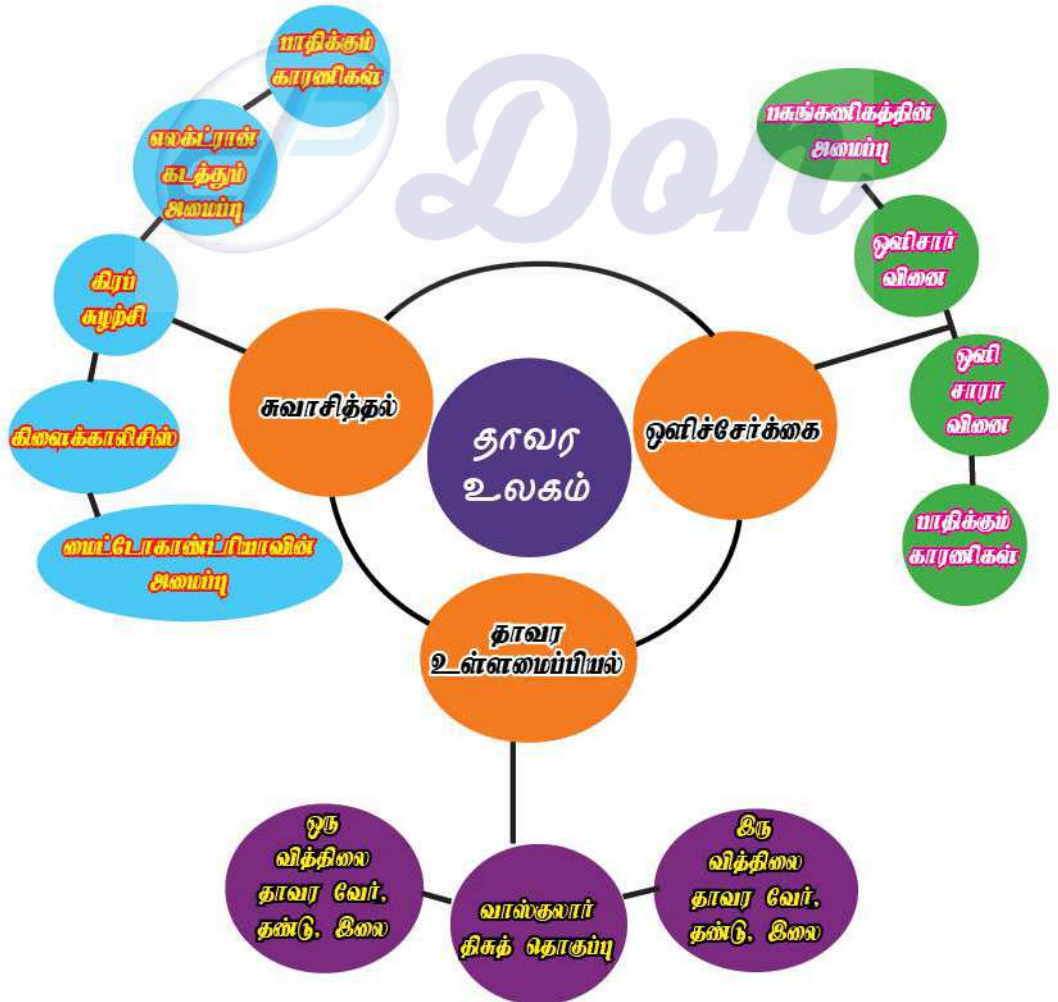 Don
பாதிக்கும்
காரணிகள்
எலக்ட்ரான்
கடத்தும்
அமைப்பு
கிரப்
சுழற்சி
கிளைக்காலிசிஸ்
மைட்டோகாண்ட்ரியாவின்
அமைப்பு
சுவாசித்தல்
தாவர
உலகம்
ஒளிச்சேர்க்கை
பசுங்கணிகத்தின்
அமைப்பு
ஒளிசார்
வினை
ஒளி
சாரா
வினை
பாதிக்கும்
காரணிகள்
தாவர
உள்ளமைப்பியல்
ஒரு
வித்திலை
தாவர வேர்,
தண்டு, இலை
வாஸ்குலார்
திசுத் தொகுப்பு
இரு
வித்திலை
தாவர வேர்,
தண்டு, இலை